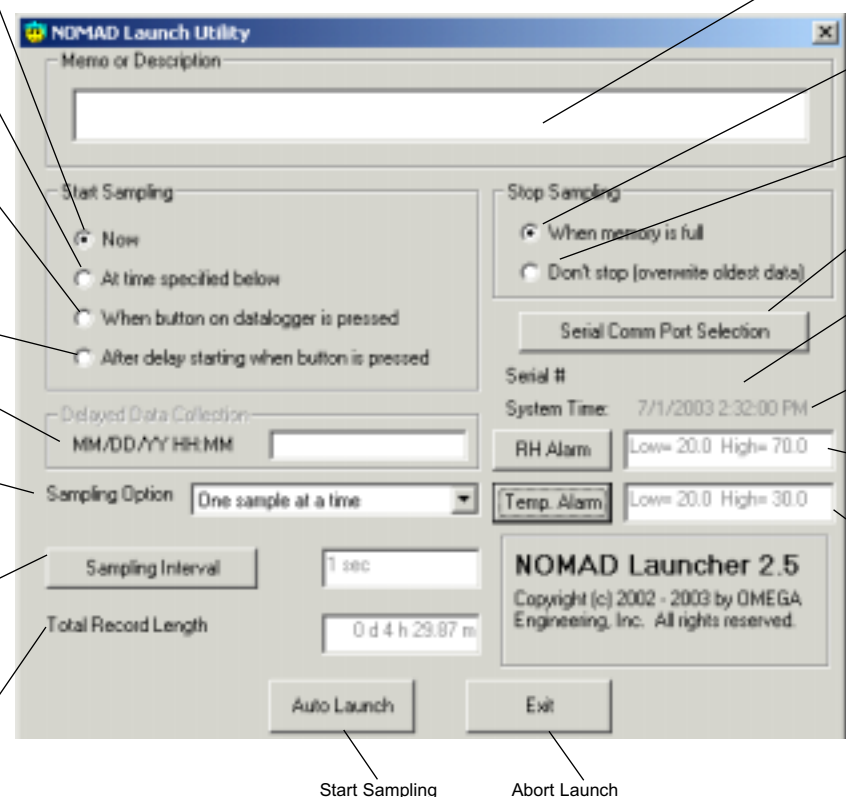 NOMAD Launch Utility
Memo or Description
Start Sampling
Now
At time specified below
When button on datalogger is pressed
After delay starting when button is pressed
Stop Sampling
When memory is full
Don't stop (overwrite oldest data)
Serial Comm Port Selection
Serial #
System Time: 7/1/2003 2:32:00 PM
Delayed Data Collection
MM/DD/YY HH:MM
RH Alarm Low= 20.0 High= 70.0
Sampling Option One sample at a time
Temp. Alarm Low= 20.0 High= 30.0
Sampling Interval 1 sec
Total Record Length 0 d 4 h 29.87 m
NOMAD Launcher 2.5
Copyright (c) 2002 - 2003 by OMEGA
Engineering, Inc. All rights reserved.
Auto Launch Exit
Start Sampling Abort Launch